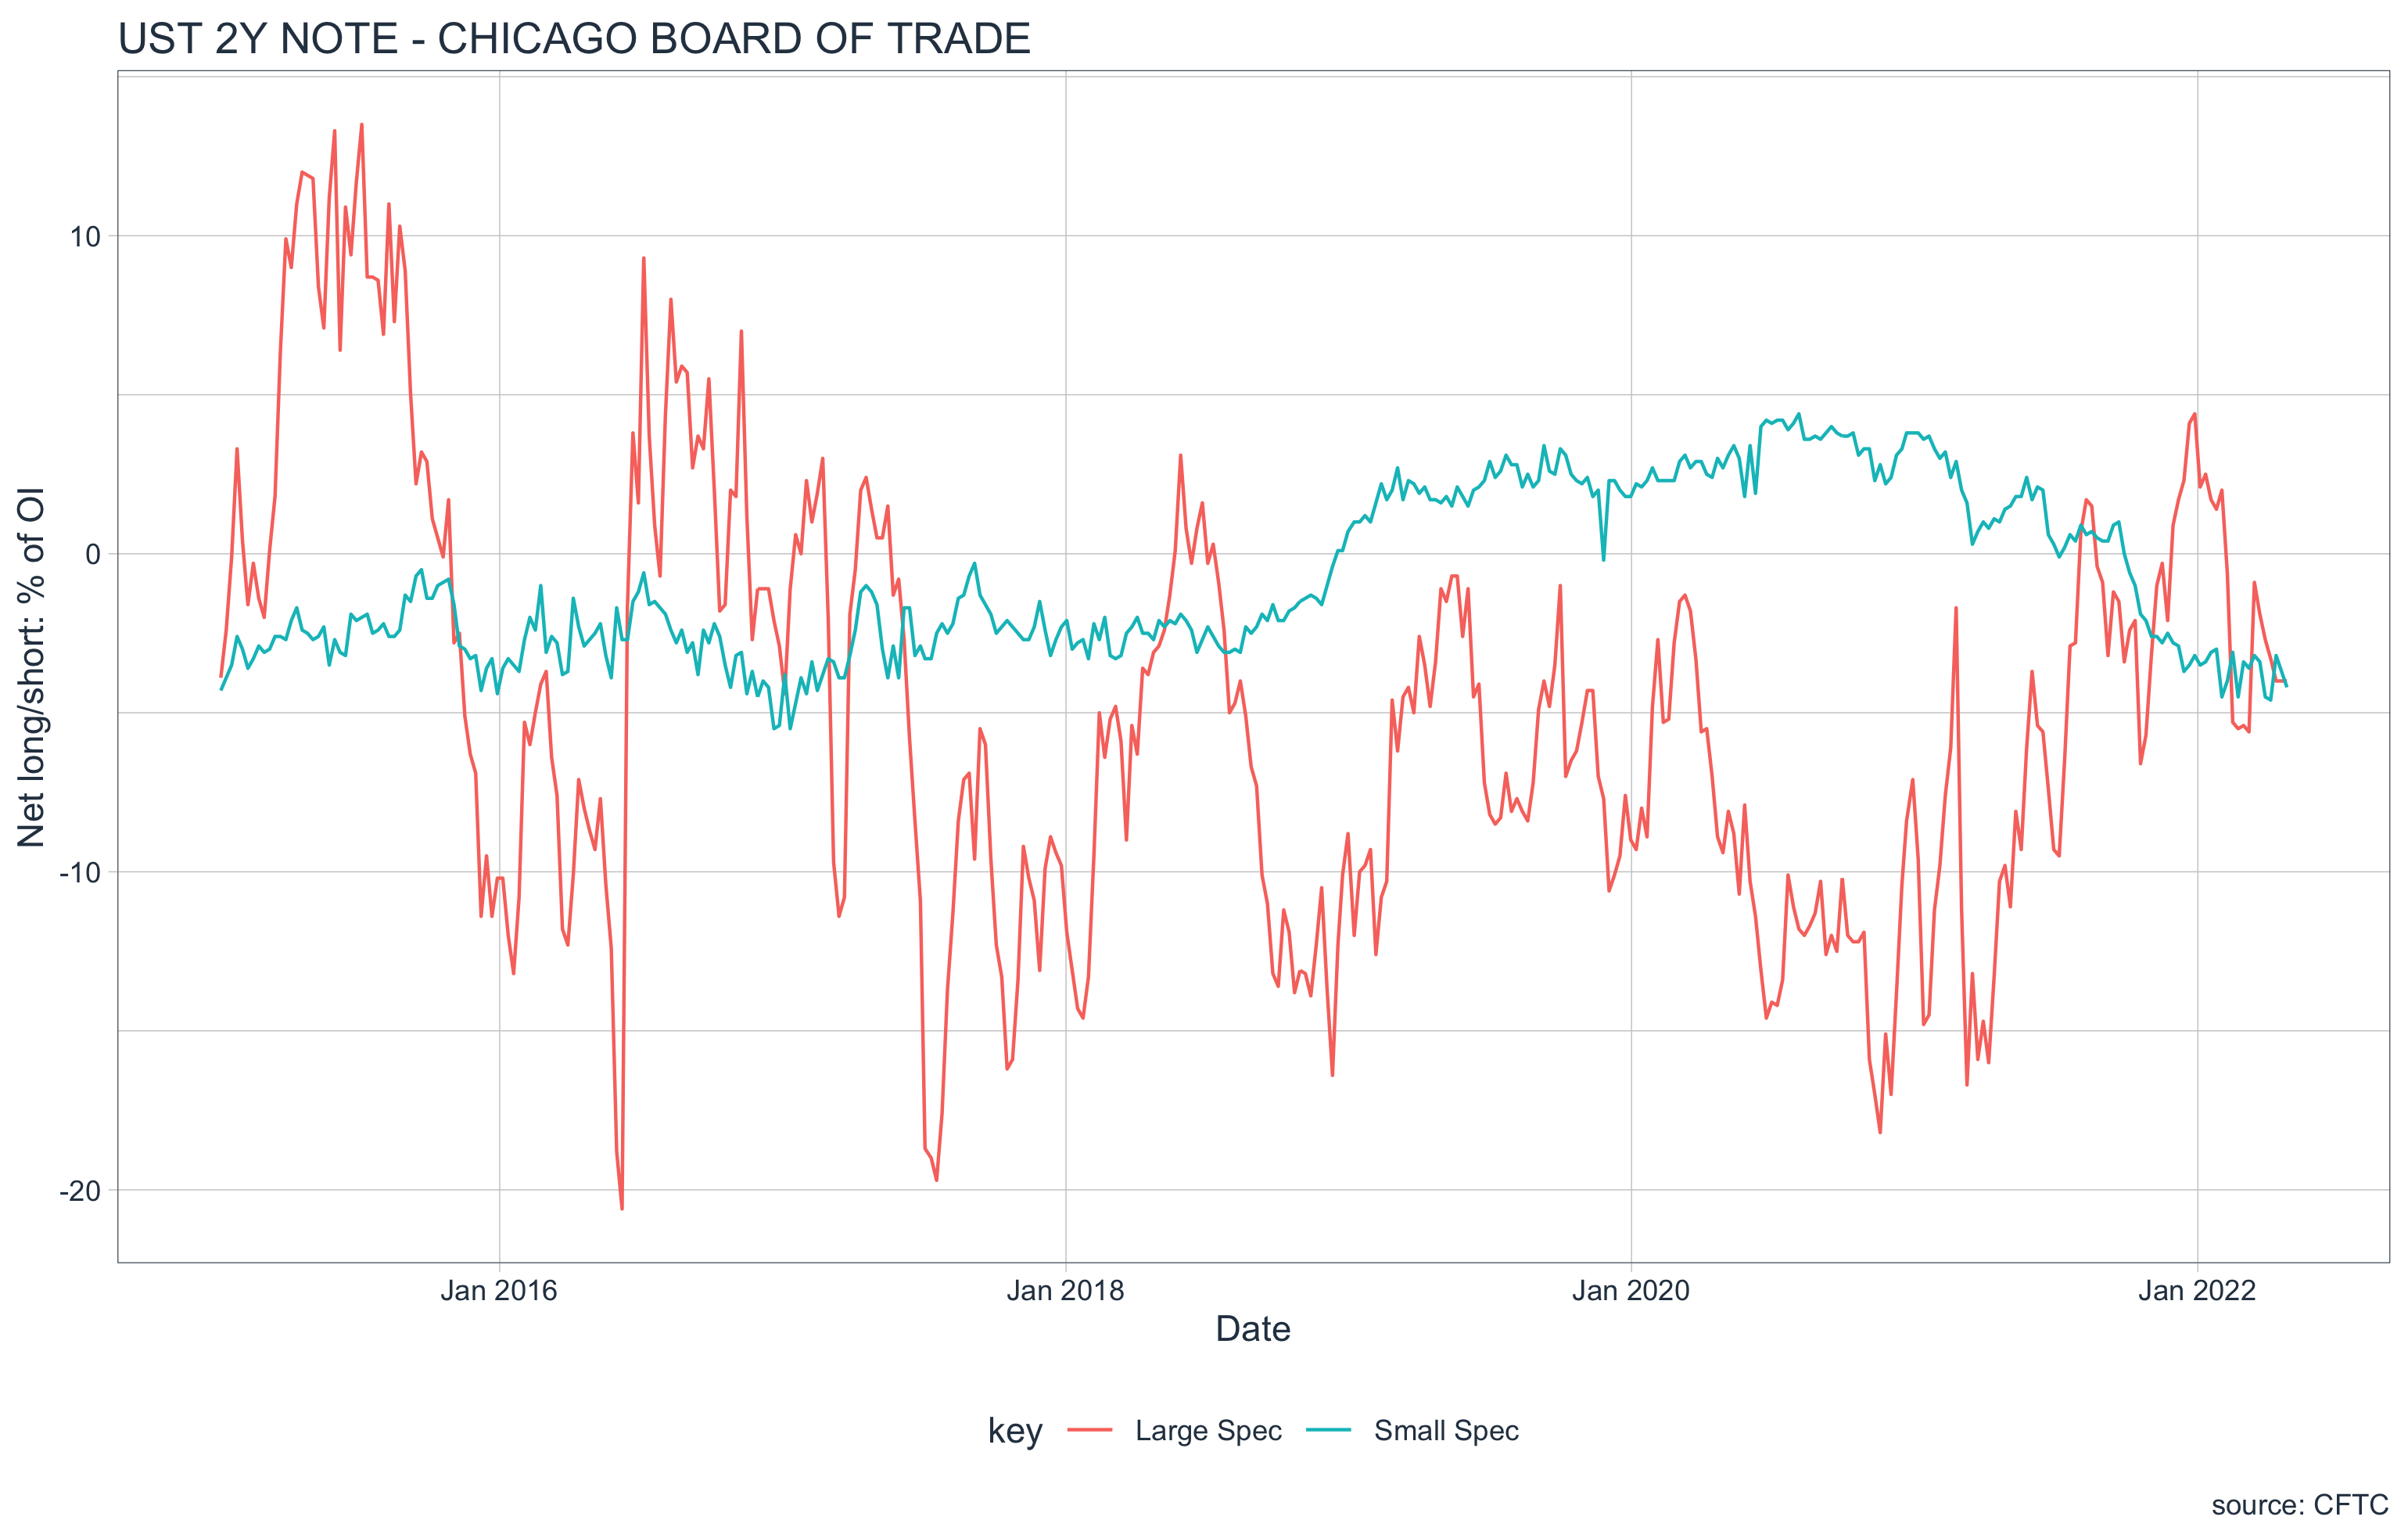 UST 2Y NOTE - CHICAGO BOARD OF TRADE
Net long/short: % of OI
10
0
-10
-20
Jan 2016 Jan 2018 Jan 2020 Jan 2022
Date
key Large Spec Small Spec
source: CFTC